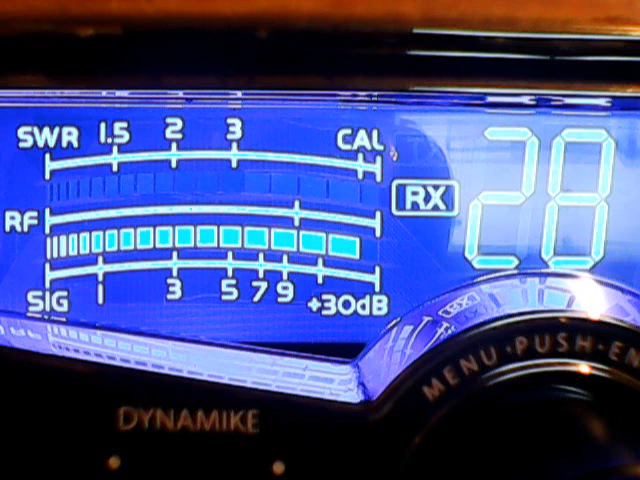 SWR 1.5 2 3 CAL
RX 28
RF
SIG 1 3 5 7 9 +30dB
MENU·PUSH·EN
DYNAMIKE